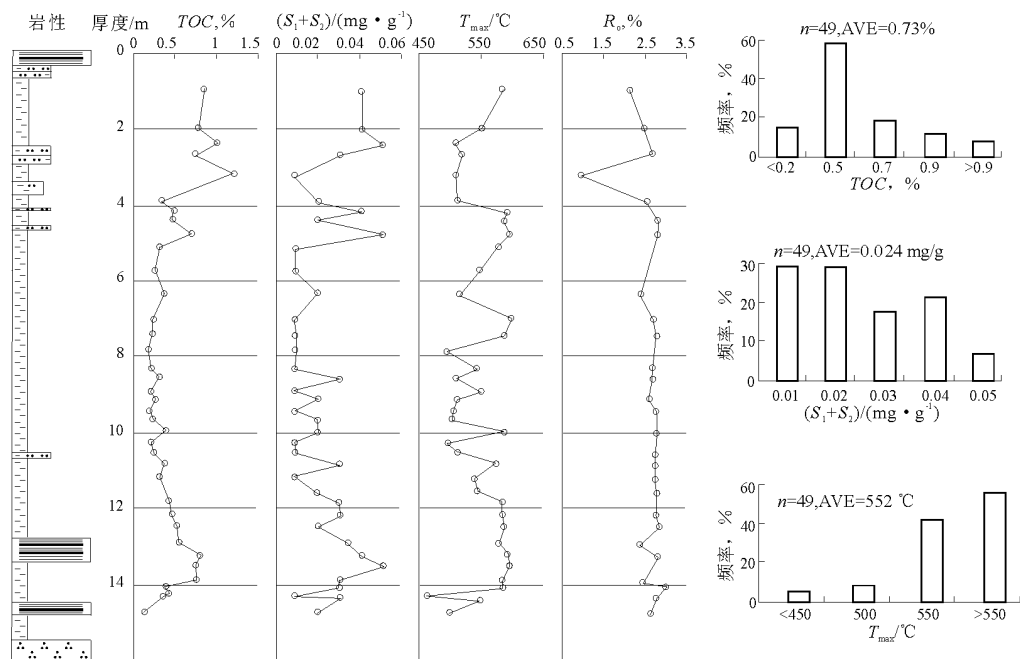 岩性 厚度/m TOC, % (S₁+S₂)/(mg·g⁻¹) Tmax/℃ Rₒ, %
0 0.5 1.5 0 0.02 0.04 0.06 450 550 650 0.5 1.5 2.5 3.5
0
2
4
6
8
10
12
14
n=49,AVE=0.73%
频率, %
60
40
20
0
<0.2 0.5 0.7 0.9 >0.9
TOC, %
n=49,AVE=0.024 mg/g
频率, %
30
20
10
0
0.01 0.02 0.03 0.04 0.05
(S₁+S₂)/(mg·g⁻¹)
n=49,AVE=552 ℃
频率, %
60
40
20
0
<450 500 550 >550
Tmax/℃